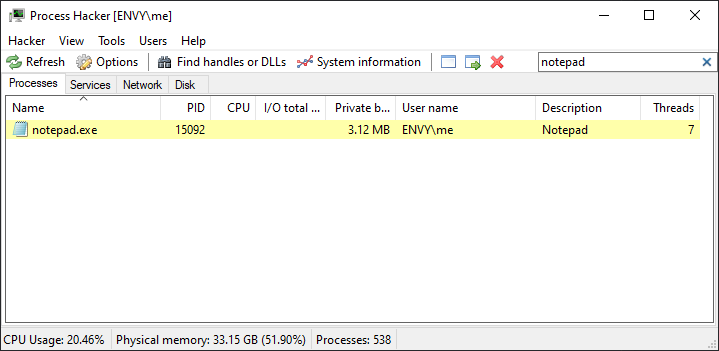 Process Hacker [ENVY\me]
Hacker View Tools Users Help
Refresh Options Find handles or DLLs System information notepad
Processes Services Network Disk
Name PID CPU I/O total ... Private b... User name Description Threads
notepad.exe 15092 3.12 MB ENVY\me Notepad 7
CPU Usage: 20.46% Physical memory: 33.15 GB (51.90%) Processes: 538